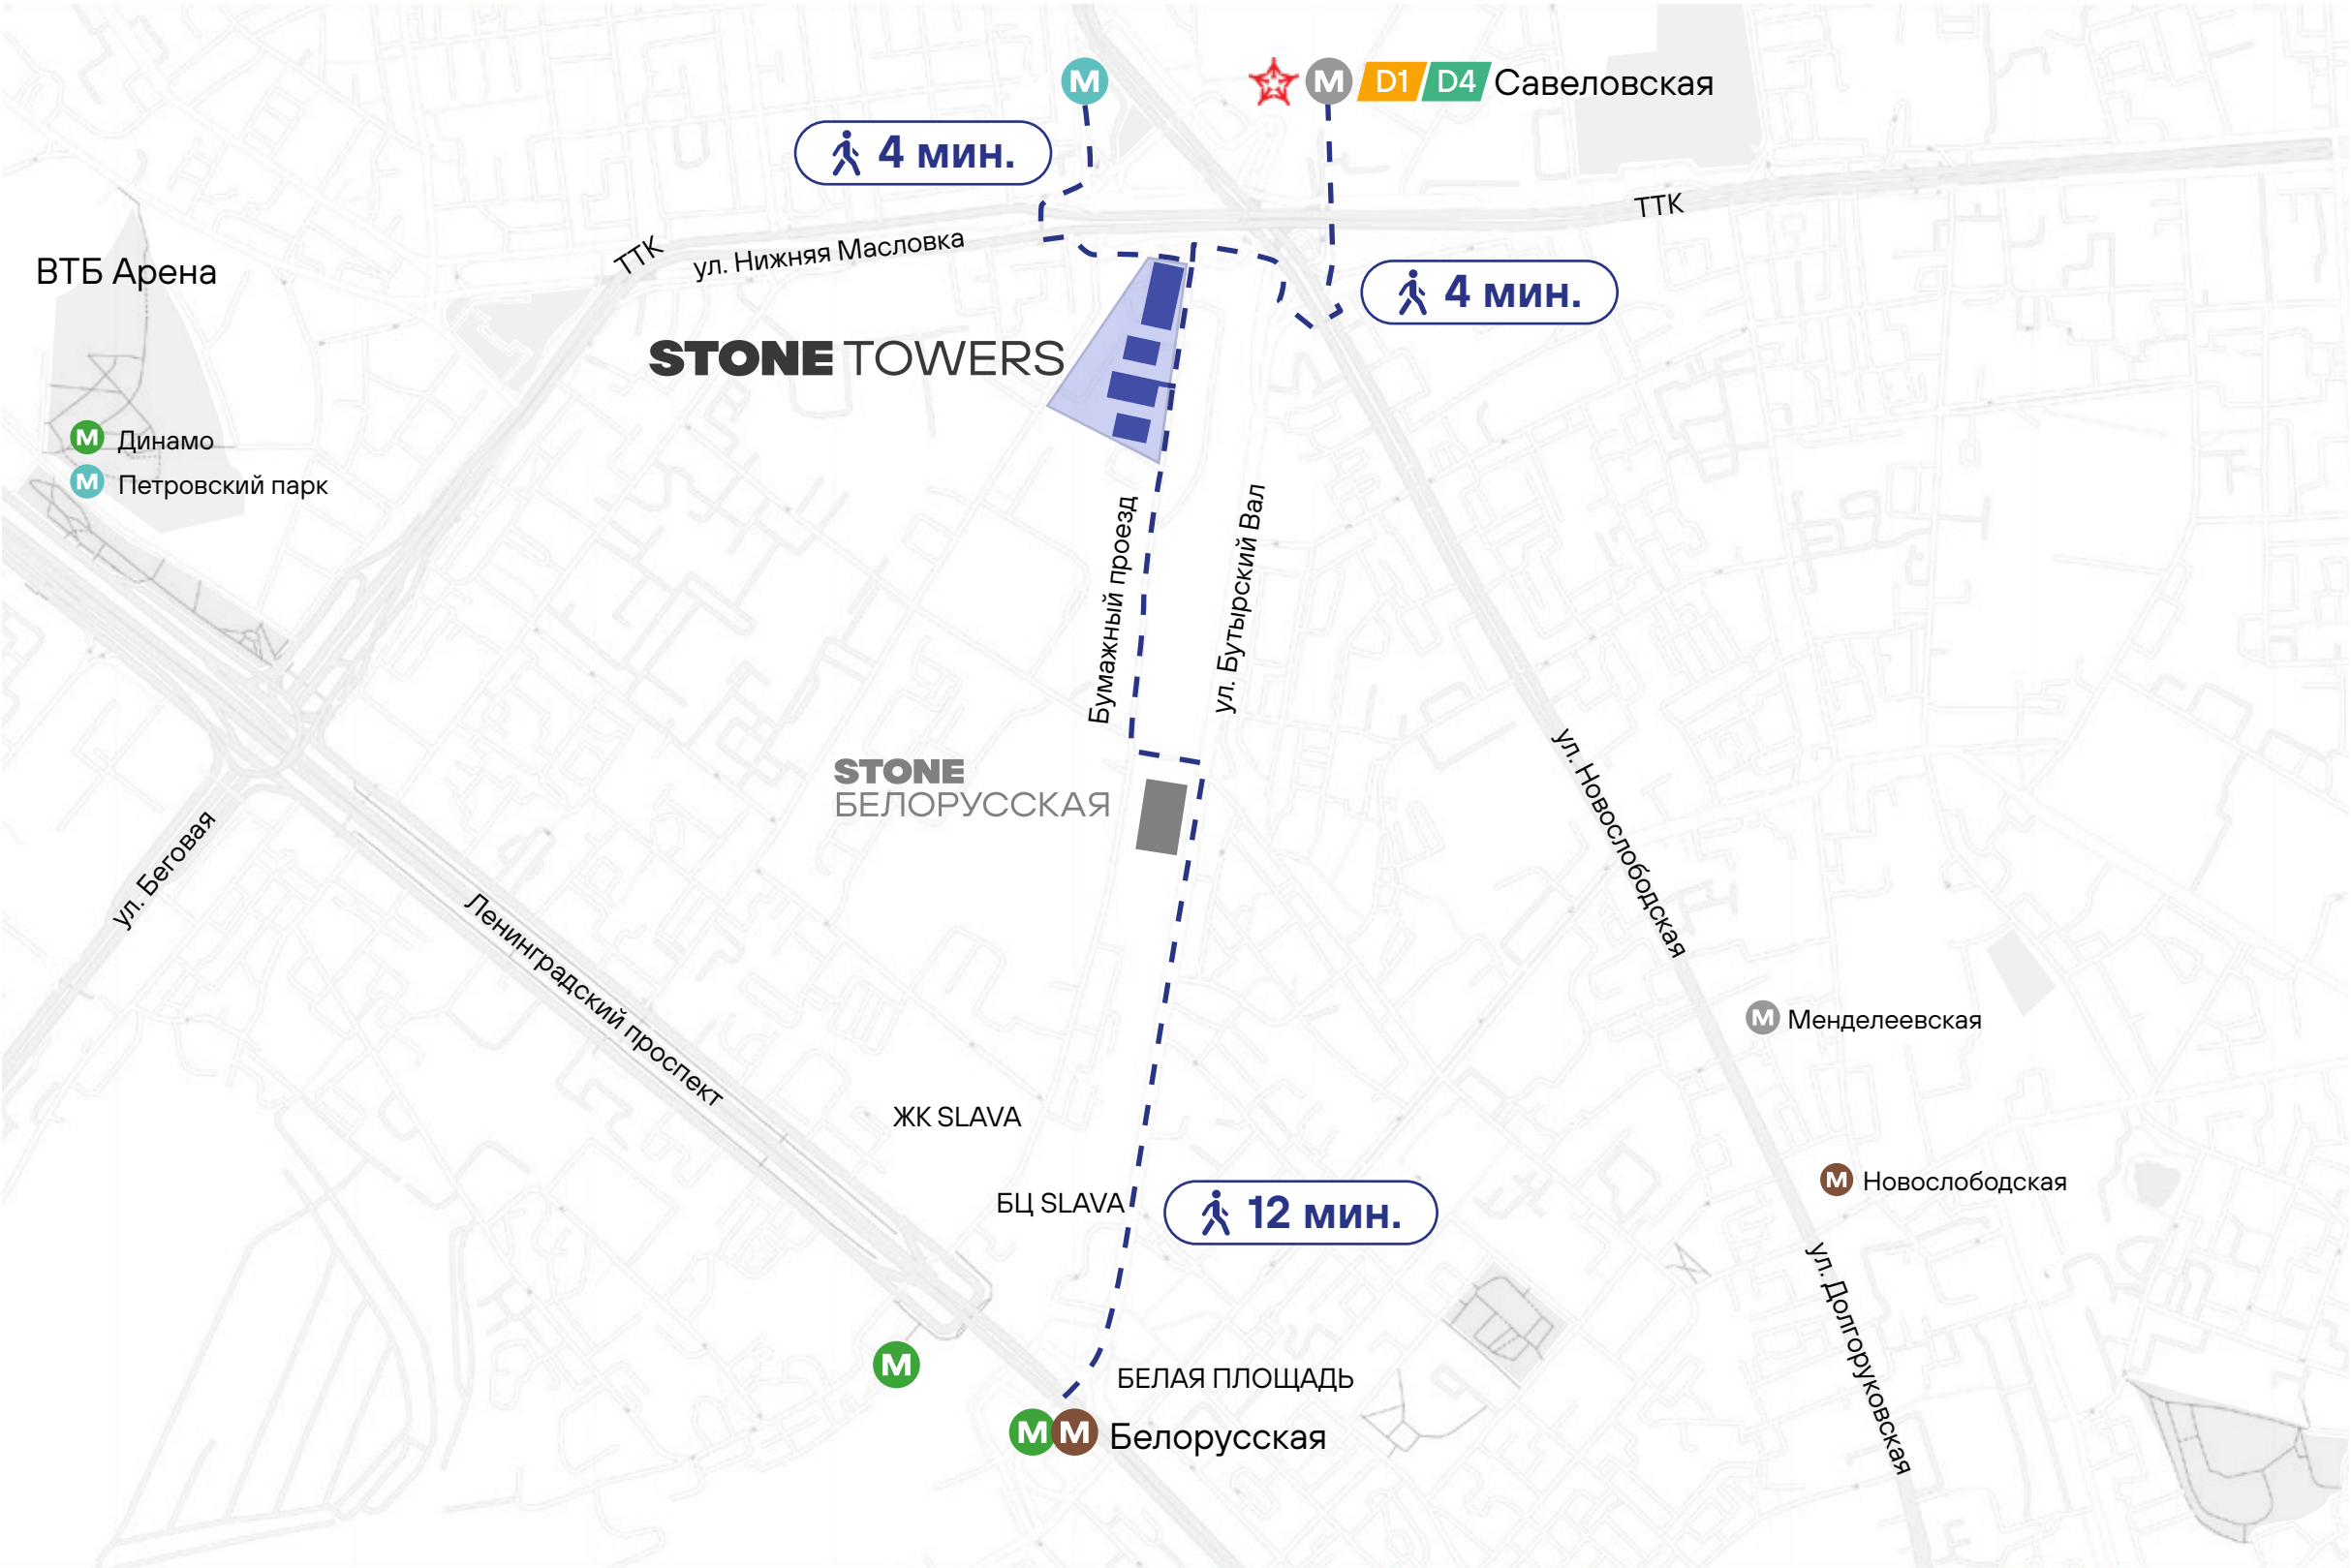 М
М D1 D4 Савеловская
4 мин.
ТТК
ТТК
ул. Нижняя Масловка
ВТБ Арена
4 мин.
STONE TOWERS
М Динамо
М Петровский парк
Бумажный проезд
ул. Бутырский Вал
STONE
БЕЛОРУССКАЯ
ул. Новослободская
ул. Беговая
Ленинградский проспект
М Менделеевская
ЖК SLAVA
М Новослободская
БЦ SLAVA
12 мин.
ул. Долгоруковская
М
БЕЛАЯ ПЛОЩАДЬ
М М Белорусская